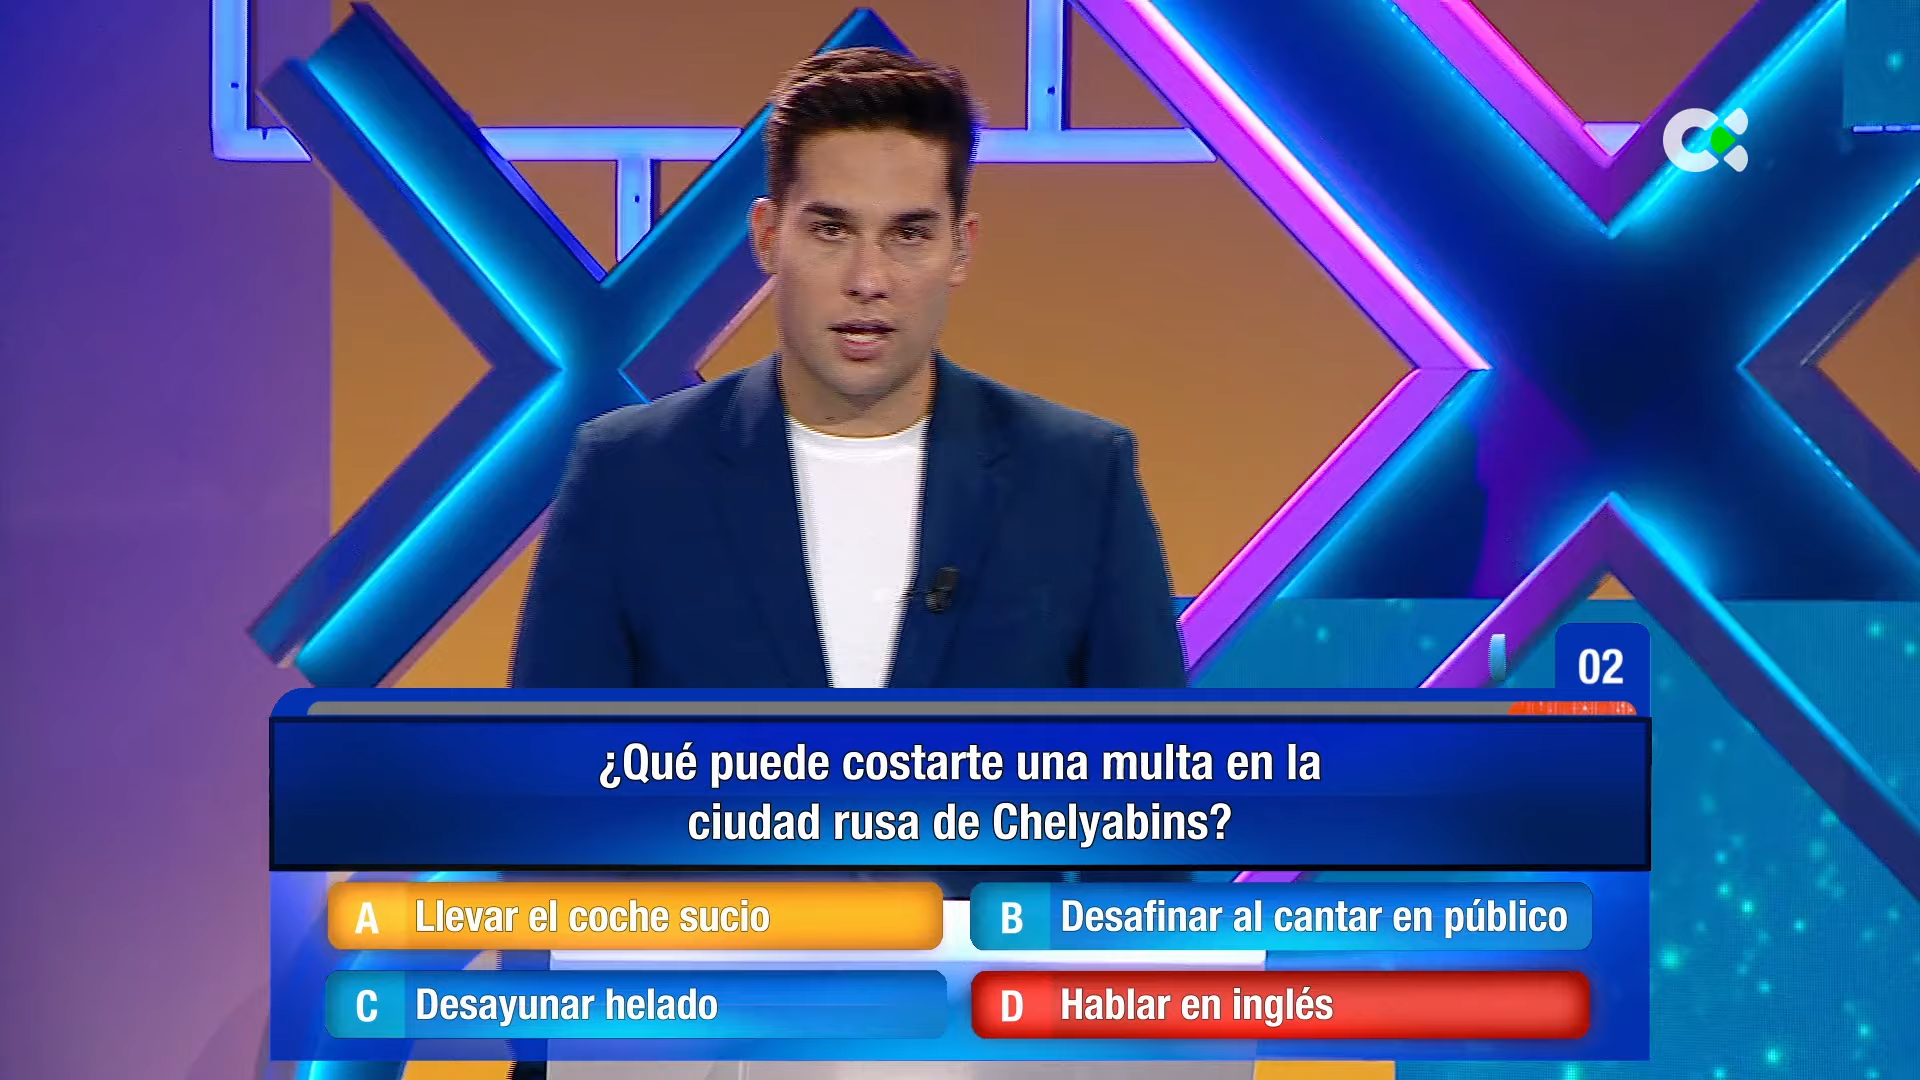 02
¿Qué puede costarte una multa en la
ciudad rusa de Chelyabins?
A Llevar el coche sucio
B Desafinar al cantar en público
C Desayunar helado
D Hablar en inglés